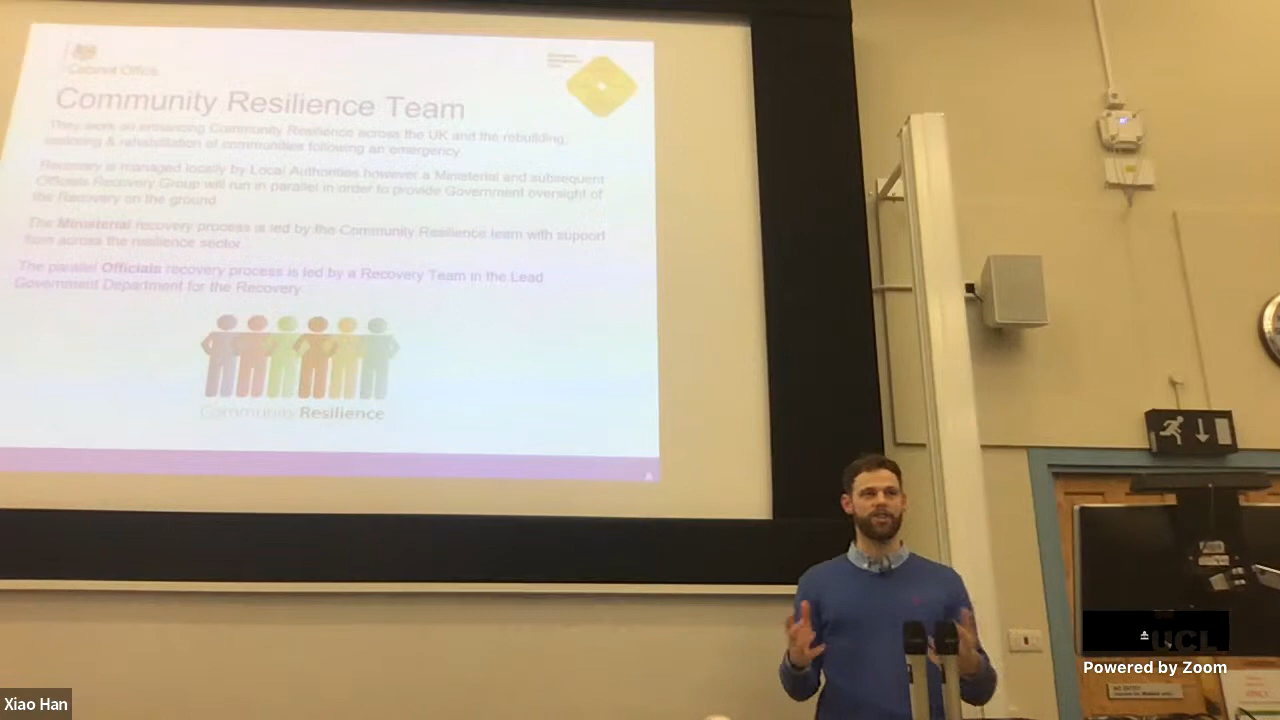 Cabinet Office
Community Resilience Team
They work on enhancing Community Resilience across the UK and the rebuilding,
restoring & rehabilitation of communities following an emergency.
Recovery is managed locally by Local Authorities however a Ministerial and subsequent
Officials Recovery Group will run in parallel in order to provide Government oversight of
the Recovery on the ground.
The Ministerial recovery process is led by the Community Resilience team with support
from across the resilience sector.
The parallel Officials recovery process is led by a Recovery Team in the Lead
Government Department for the Recovery.
Community Resilience
8
UCL
Powered by Zoom
NO ENTRY
ONLY
Xiao Han